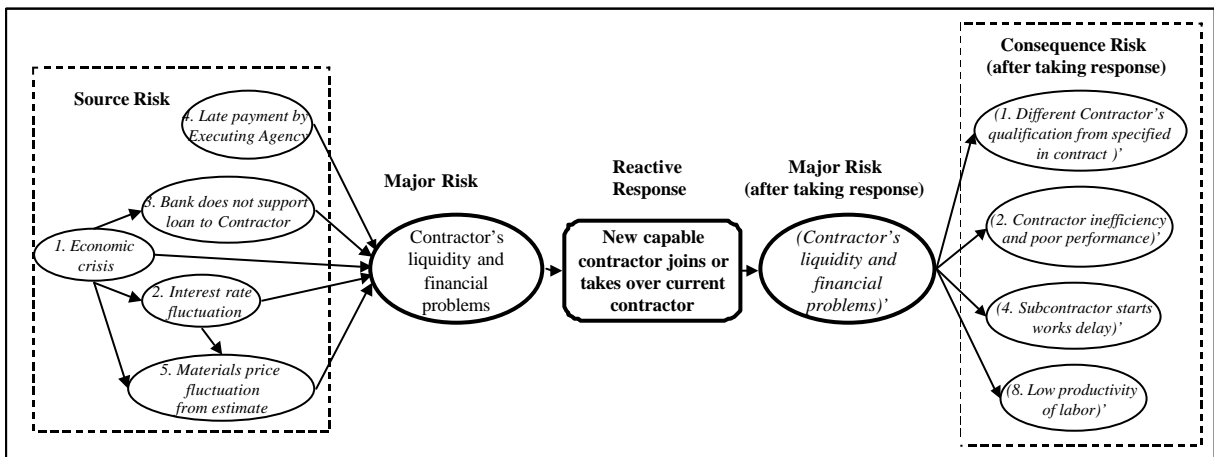 Source Risk
4. Late payment by
Executing Agency
3. Bank does not support
loan to Contractor
1. Economic
crisis
2. Interest rate
fluctuation
5. Materials price
fluctuation
from estimate
Major Risk
Contractor's
liquidity and
financial
problems
Reactive
Response
New capable
contractor joins or
takes over current
contractor
Major Risk
(after taking response)
(Contractor's
liquidity and
financial
problems)'
Consequence Risk
(after taking response)
(1. Different Contractor's
qualification from specified
in contract )'
(2. Contractor inefficiency
and poor performance)'
(4. Subcontractor starts
works delay)'
(8. Low productivity
of labor)'